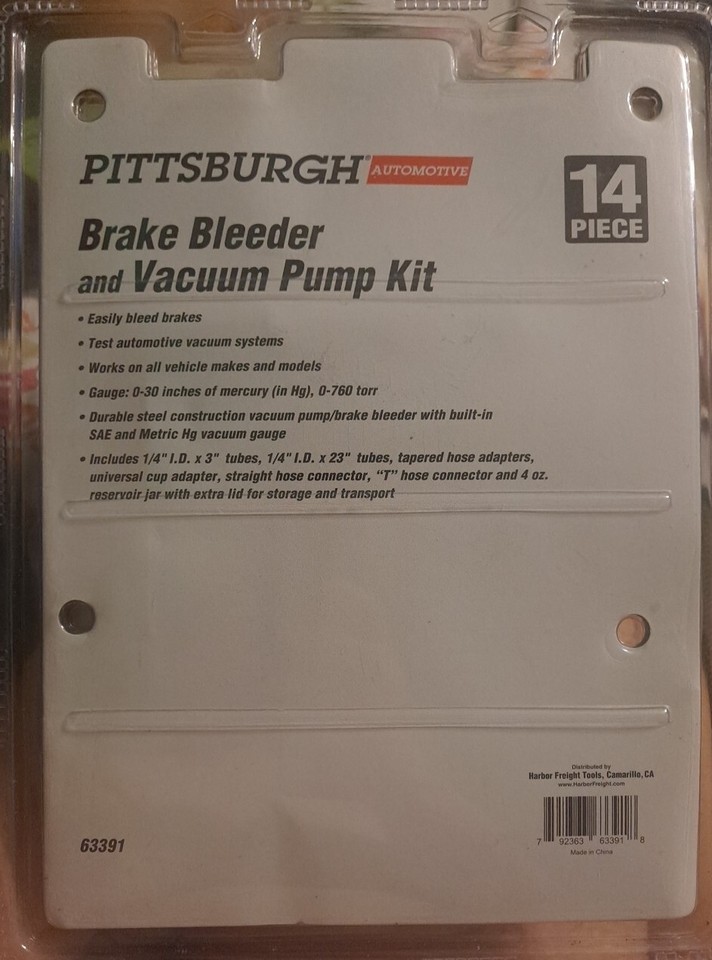 PITTSBURGH® AUTOMOTIVE
14
PIECE
Brake Bleeder
and Vacuum Pump Kit
• Easily bleed brakes
• Test automotive vacuum systems
• Works on all vehicle makes and models
• Gauge: 0-30 inches of mercury (in Hg), 0-760 torr
• Durable steel construction vacuum pump/brake bleeder with built-in
SAE and Metric Hg vacuum gauge
• Includes 1/4" I.D. x 3" tubes, 1/4" I.D. x 23" tubes, tapered hose adapters,
universal cup adapter, straight hose connector, “T” hose connector and 4 oz.
reservoir jar with extra lid for storage and transport
Distributed by
Harbor Freight Tools, Camarillo, CA
www.HarborFreight.com
7 92363 63391 8
Made in China
63391